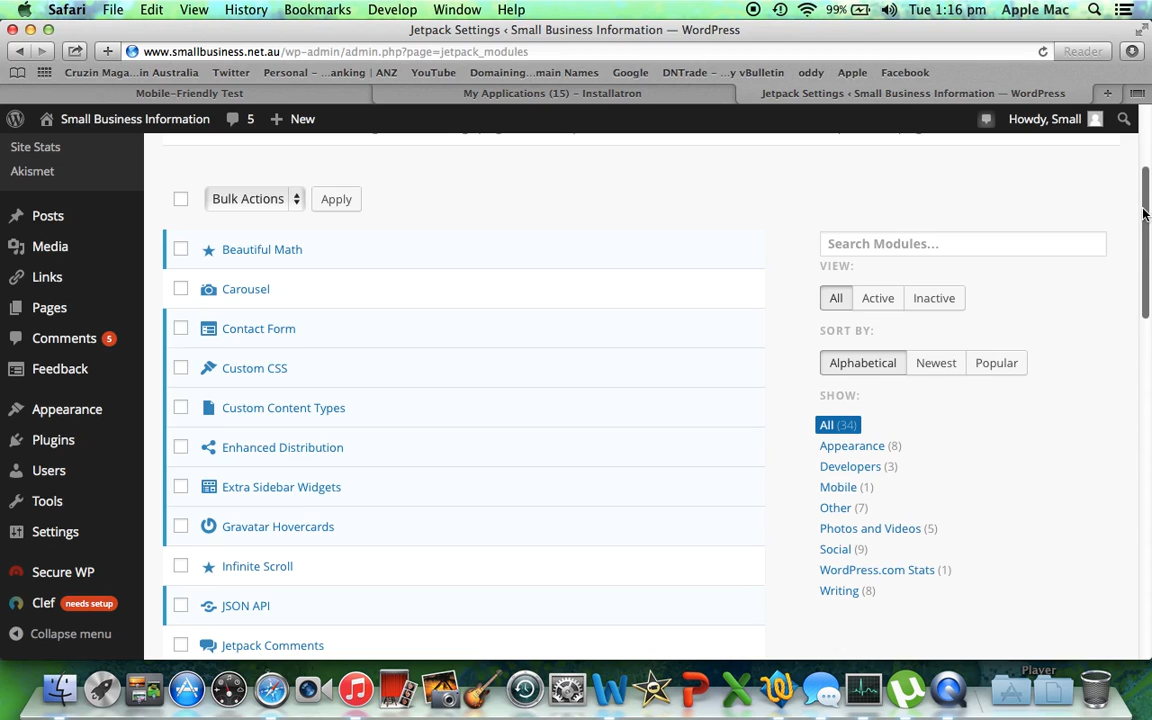 Safari File Edit View History Bookmarks Develop Window Help 99% Tue 1:16 pm Apple Mac
Jetpack Settings ‹ Small Business Information — WordPress
www.smallbusiness.net.au/wp-admin/admin.php?page=jetpack_modules Reader
Cruzin Maga...in Australia Twitter Personal – ...anking | ANZ YouTube Domaining...main Names Google DNTrade – ...y vBulletin oddy Apple Facebook
Mobile-Friendly Test My Applications (15) – Installatron Jetpack Settings ‹ Small Business Information — WordPress
Small Business Information 5 New Howdy, Small
Site Stats
Akismet
Posts
Media
Links
Pages
Comments 5
Feedback
Appearance
Plugins
Users
Tools
Settings
Secure WP
Clef needs setup
Collapse menu
Bulk Actions Apply
Beautiful Math
Carousel
Contact Form
Custom CSS
Custom Content Types
Enhanced Distribution
Extra Sidebar Widgets
Gravatar Hovercards
Infinite Scroll
JSON API
Jetpack Comments
Search Modules...
VIEW:
All Active Inactive
SORT BY:
Alphabetical Newest Popular
SHOW:
All (34)
Appearance (8)
Developers (3)
Mobile (1)
Other (7)
Photos and Videos (5)
Social (9)
WordPress.com Stats (1)
Writing (8)
Player